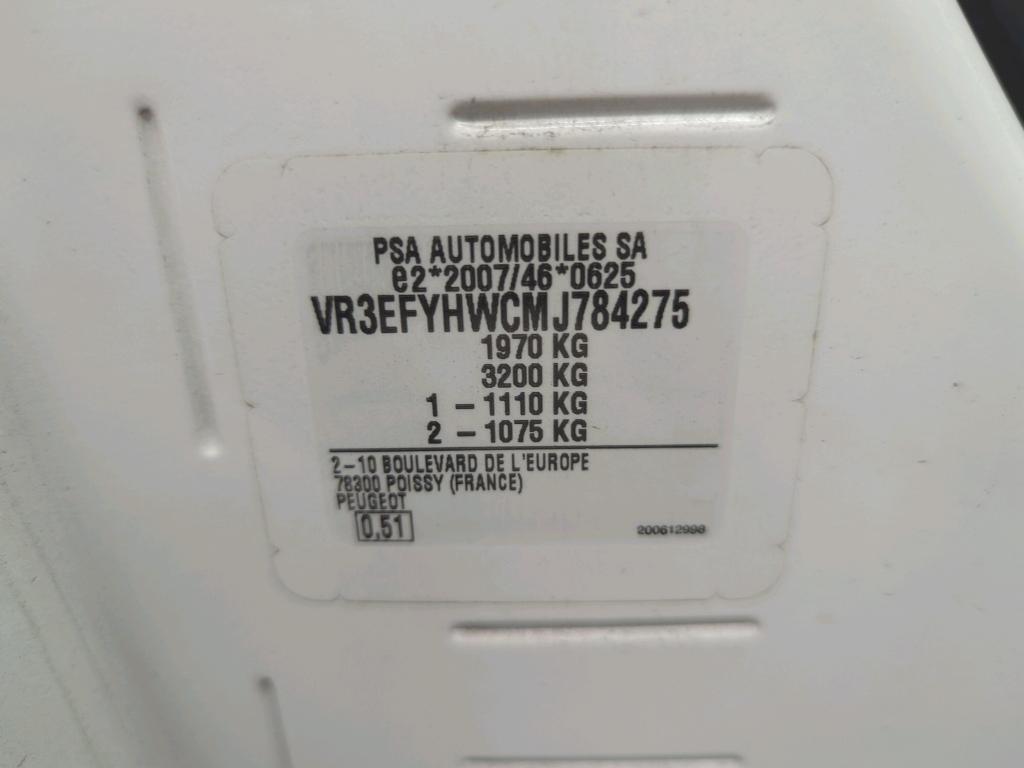 PSA AUTOMOBILES SA
e2*2007/46*0625
VR3EFYHWCMJ784275
1970 KG
3200 KG
1 - 1110 KG
2 - 1075 KG
2-10 BOULEVARD DE L'EUROPE
78300 POISSY (FRANCE)
PEUGEOT
0,51
200612998